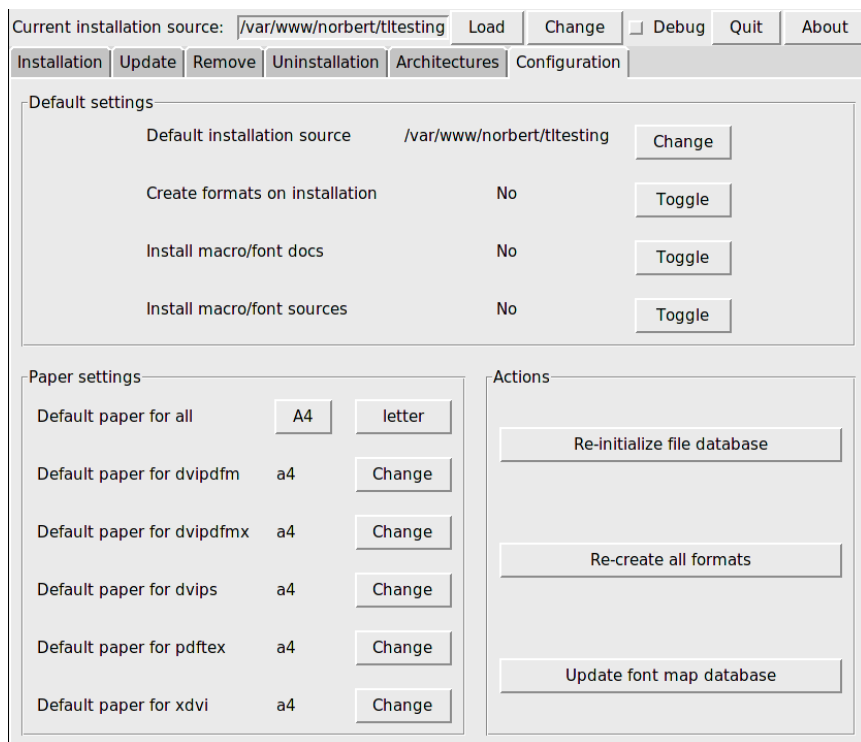 Current installation source: /var/www/norbert/tltesting Load Change Debug Quit About
Installation Update Remove Uninstallation Architectures Configuration
Default settings
Default installation source /var/www/norbert/tltesting Change
Create formats on installation No Toggle
Install macro/font docs No Toggle
Install macro/font sources No Toggle
Paper settings
Default paper for all A4 letter
Default paper for dvipdfm a4 Change
Default paper for dvipdfmx a4 Change
Default paper for dvips a4 Change
Default paper for pdftex a4 Change
Default paper for xdvi a4 Change
Actions
Re-initialize file database
Re-create all formats
Update font map database